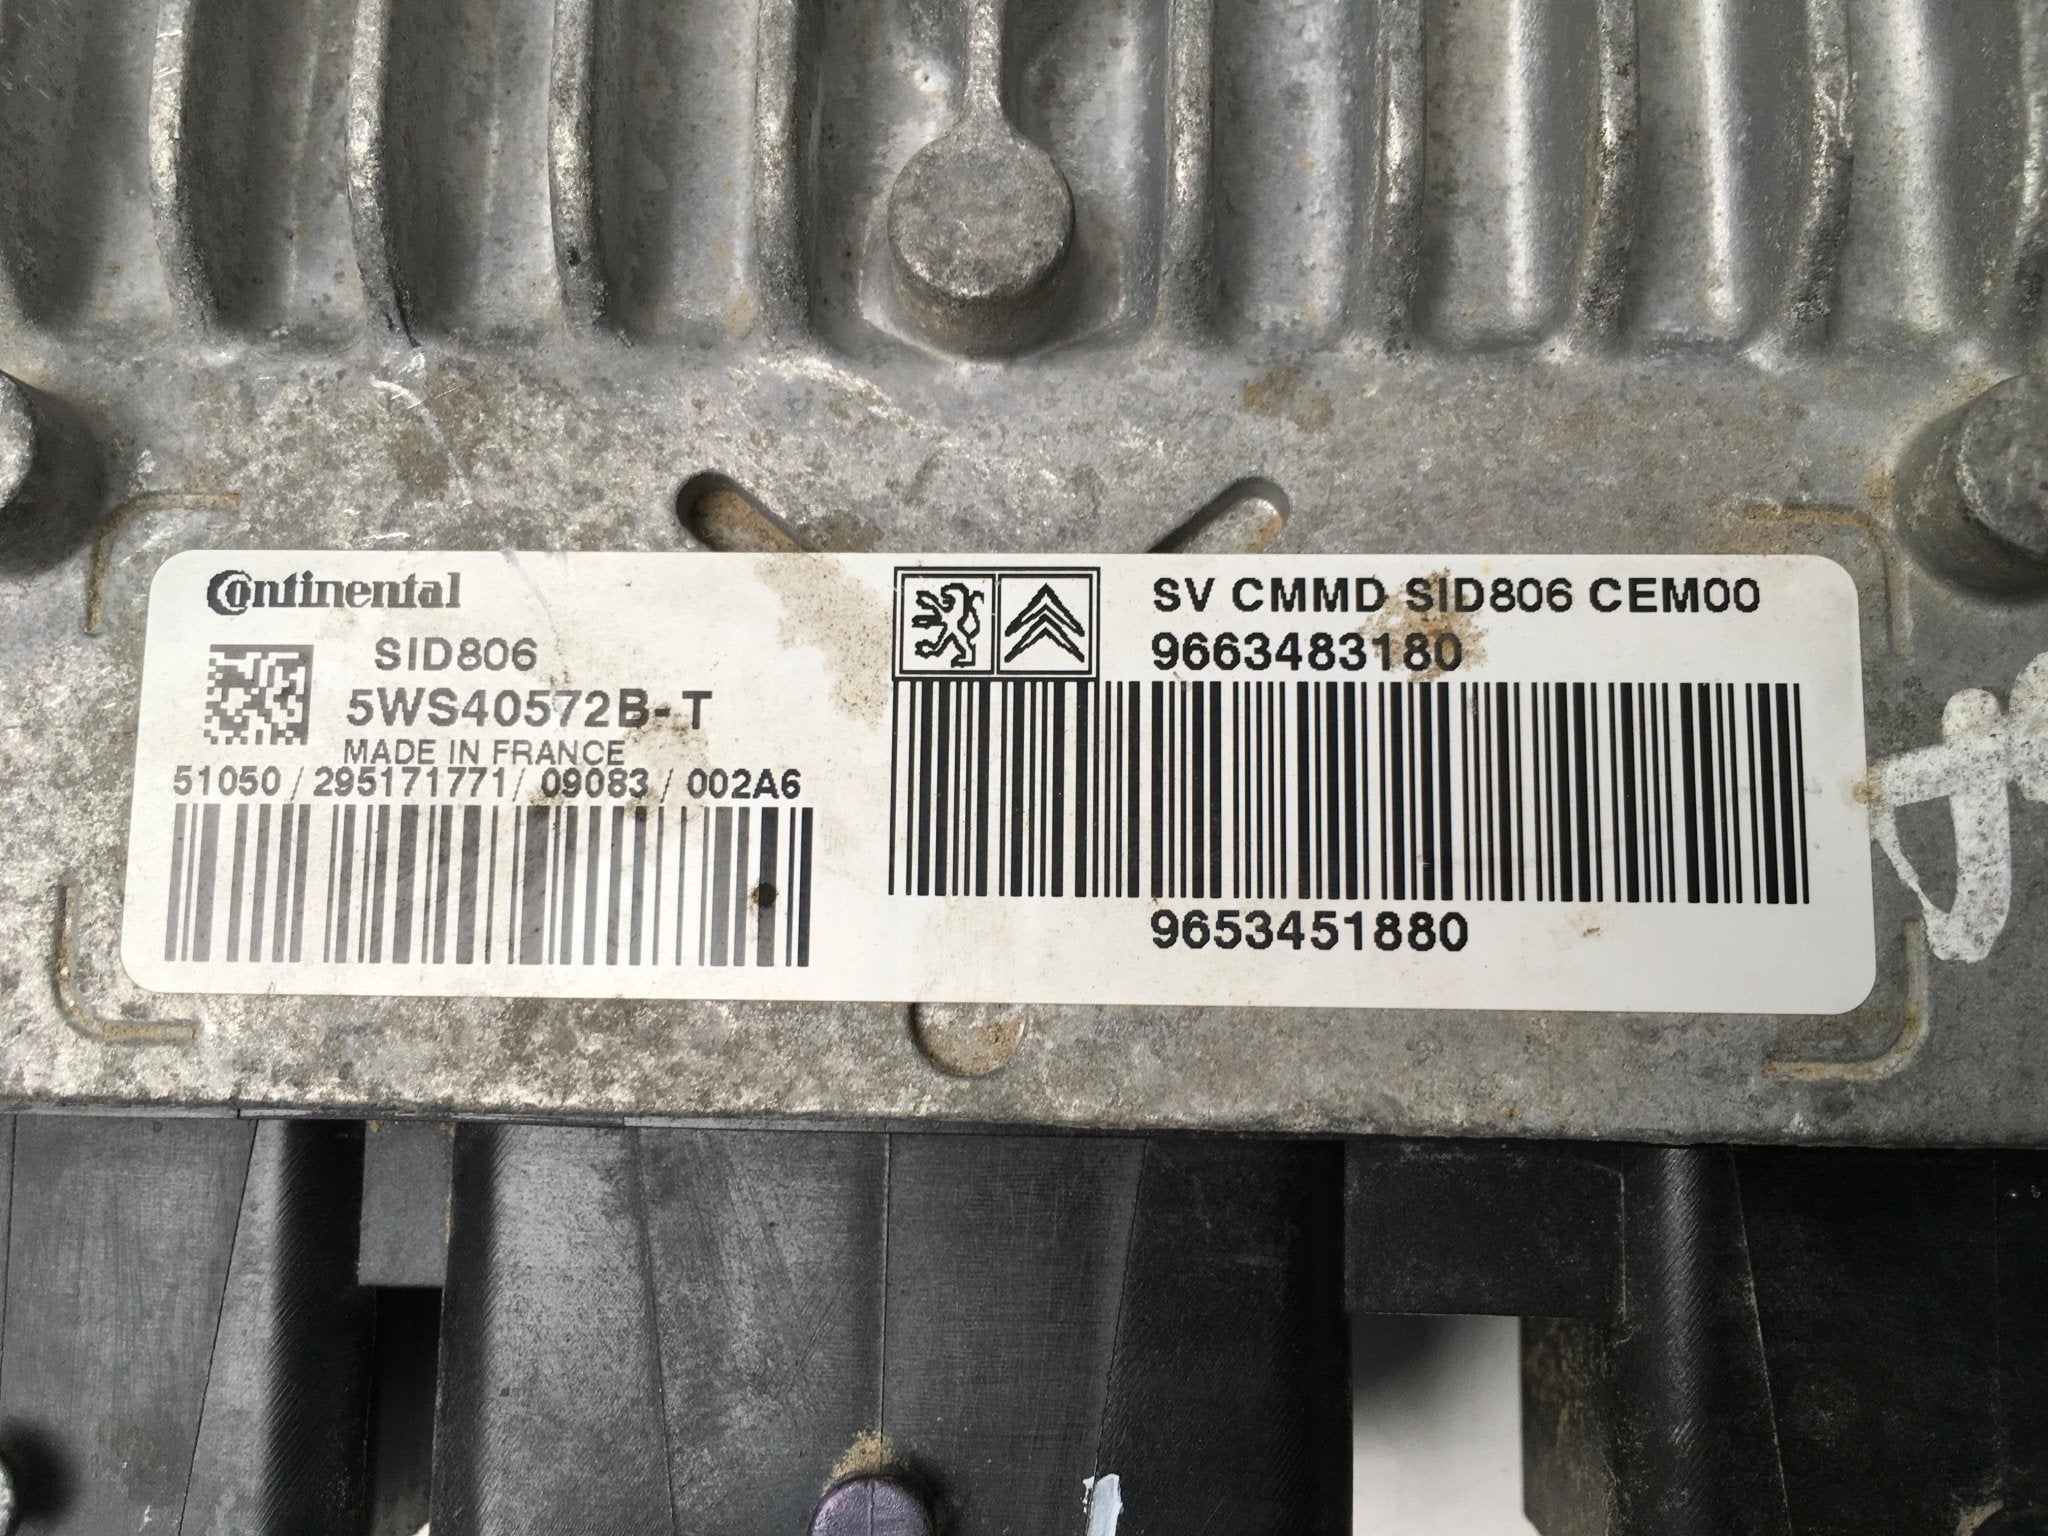 Continental
SID806
5WS40572B-T
MADE IN FRANCE
51050 / 295171771 / 09083 / 002A6
SV CMMD SID806 CEM00
9663483180
9653451880